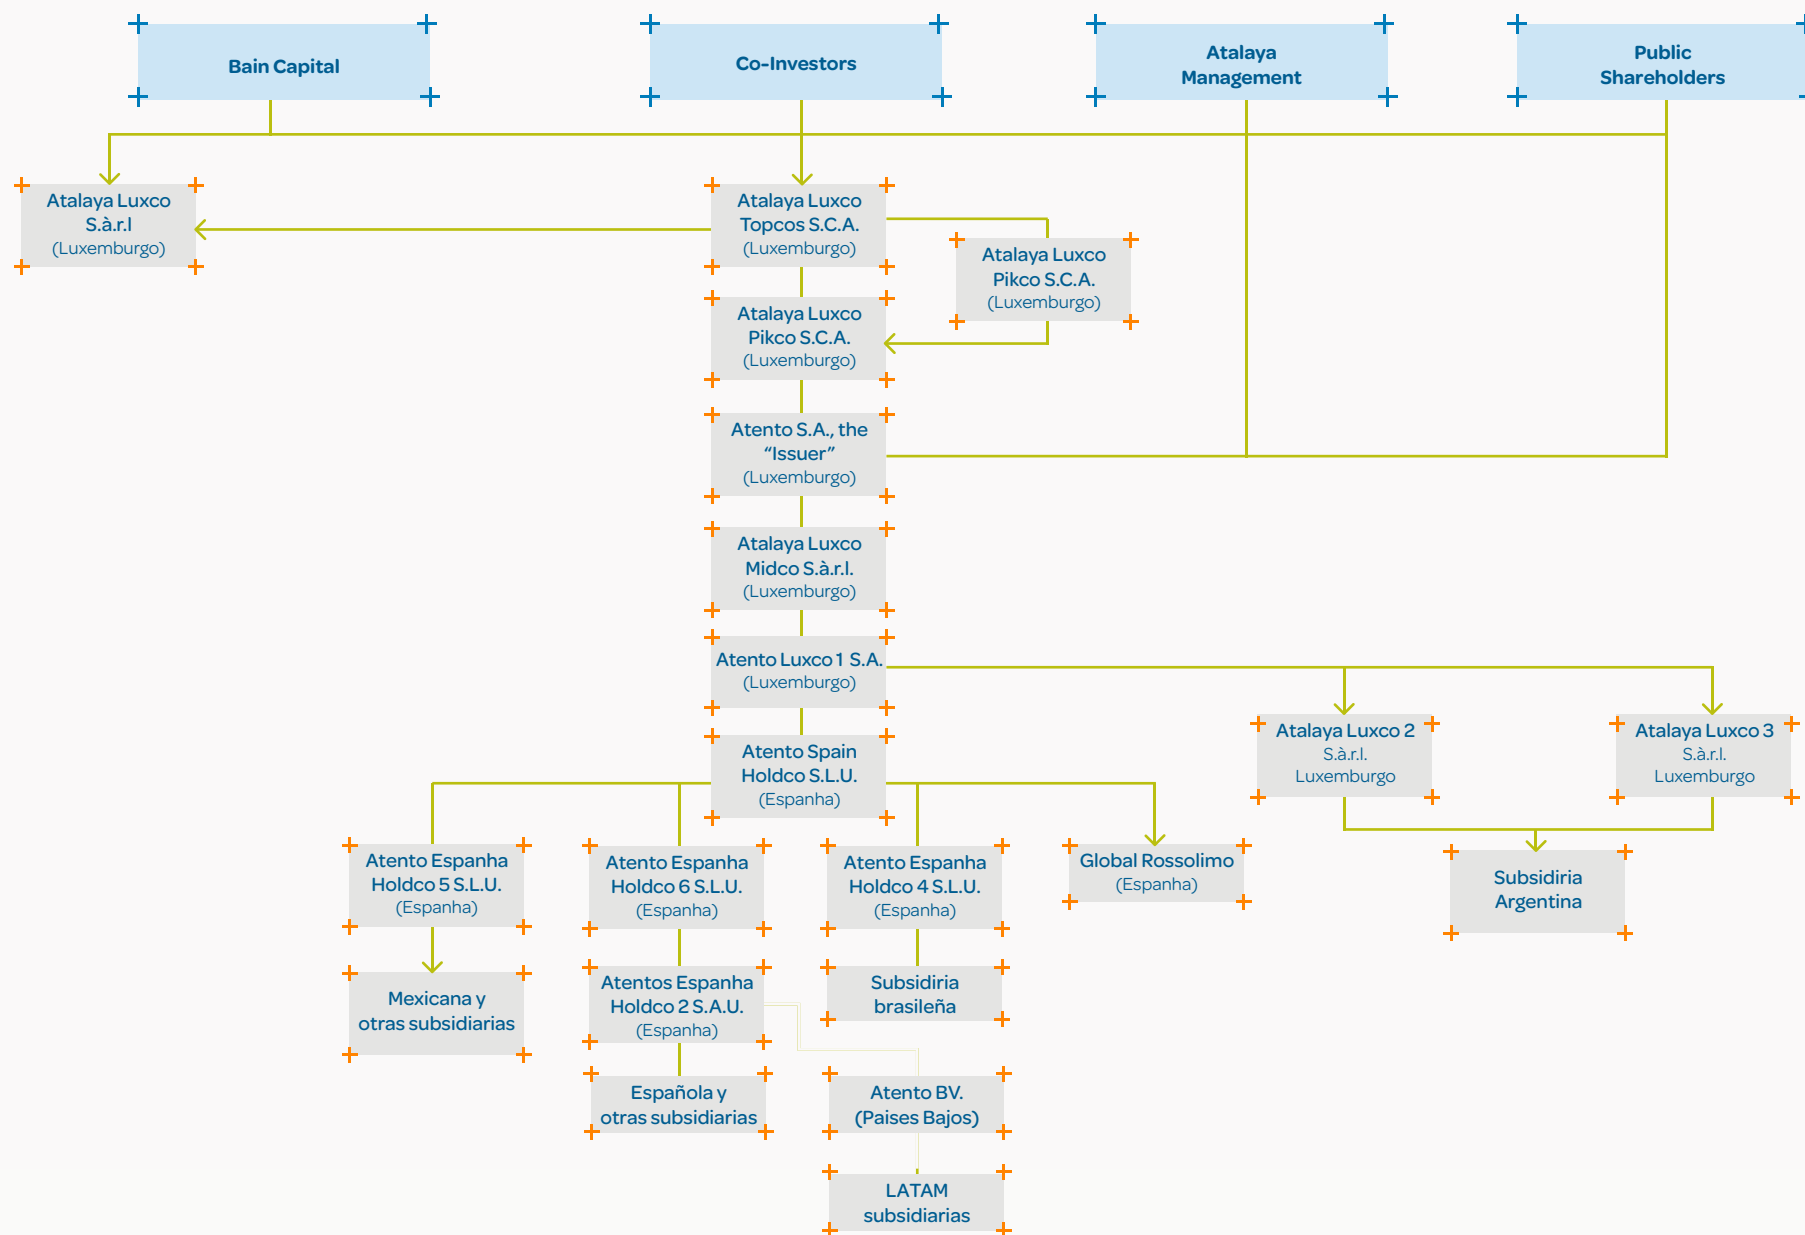 Bain Capital
Co-Investors
Atalaya
Management
Public
Shareholders
Atalaya Luxco
S.à.r.l
(Luxemburgo)
Atalaya Luxco
Topcos S.C.A.
(Luxemburgo)
Atalaya Luxco
Pikco S.C.A.
(Luxemburgo)
Atalaya Luxco
Pikco S.C.A.
(Luxemburgo)
Atento S.A., the
“Issuer”
(Luxemburgo)
Atalaya Luxco
Midco S.à.r.l.
(Luxemburgo)
Atento Luxco 1 S.A.
(Luxemburgo)
Atalaya Luxco 2
S.à.r.l.
Luxemburgo
Atalaya Luxco 3
S.à.r.l.
Luxemburgo
Atento Spain
Holdco S.L.U.
(Espanha)
Atento Espanha
Holdco 5 S.L.U.
(Espanha)
Atento Espanha
Holdco 6 S.L.U.
(Espanha)
Atento Espanha
Holdco 4 S.L.U.
(Espanha)
Global Rossolimo
(Espanha)
Subsidiria
Argentina
Mexicana y
otras subsidiarias
Atentos Espanha
Holdco 2 S.A.U.
(Espanha)
Subsidiria
brasileña
Española y
otras subsidiarias
Atento BV.
(Paises Bajos)
LATAM
subsidiarias